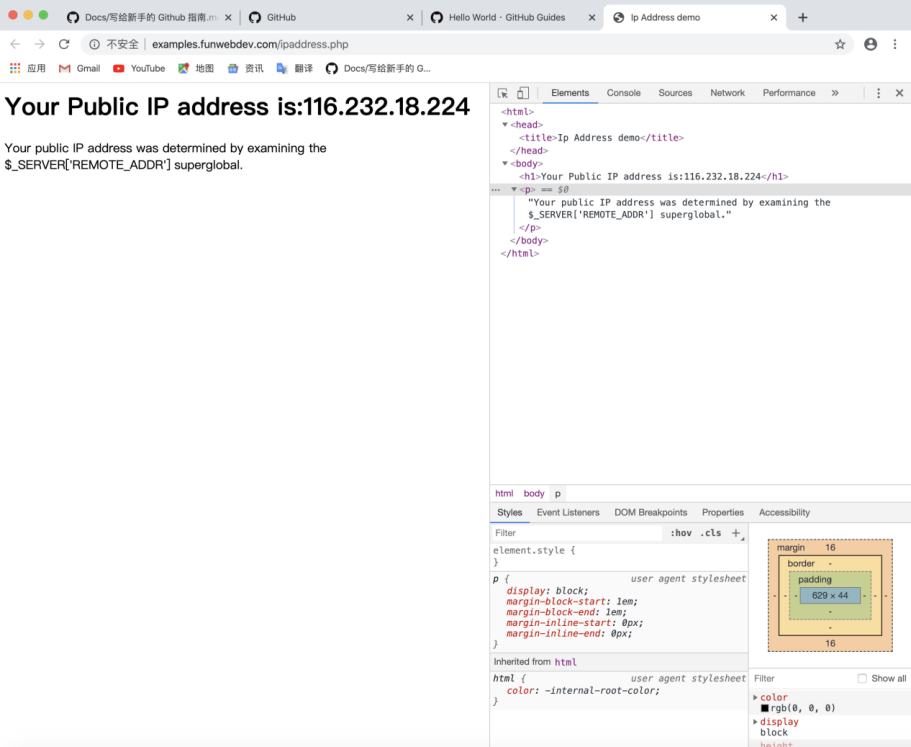 Docs/写给新手的 Github 指南.m
GitHub
Hello World · GitHub Guides
Ip Address demo
不安全 | examples.funwebdev.com/ipaddress.php
应用 Gmail YouTube 地图 资讯 翻译 Docs/写给新手的 G...
Your Public IP address is:116.232.18.224
Your public IP address was determined by examining the
$_SERVER['REMOTE_ADDR'] superglobal.
Elements Console Sources Network Performance »
<html>
<head>
<title>Ip Address demo</title>
</head>
<body>
<h1>Your Public IP address is:116.232.18.224</h1>
... <p> == $0
"Your public IP address was determined by examining the
$_SERVER['REMOTE_ADDR'] superglobal."
</p>
</body>
</html>
html body p
Styles Event Listeners DOM Breakpoints Properties Accessibility
Filter :hov .cls +
element.style {
}
p { user agent stylesheet
display: block;
margin-block-start: 1em;
margin-block-end: 1em;
margin-inline-start: 0px;
margin-inline-end: 0px;
}
Inherited from html
html { user agent stylesheet
color: -internal-root-color;
}
margin 16
border -
padding
- - - 629 × 44 - - -
-
-
16
Filter Show all
color
rgb(0, 0, 0)
display
block
height